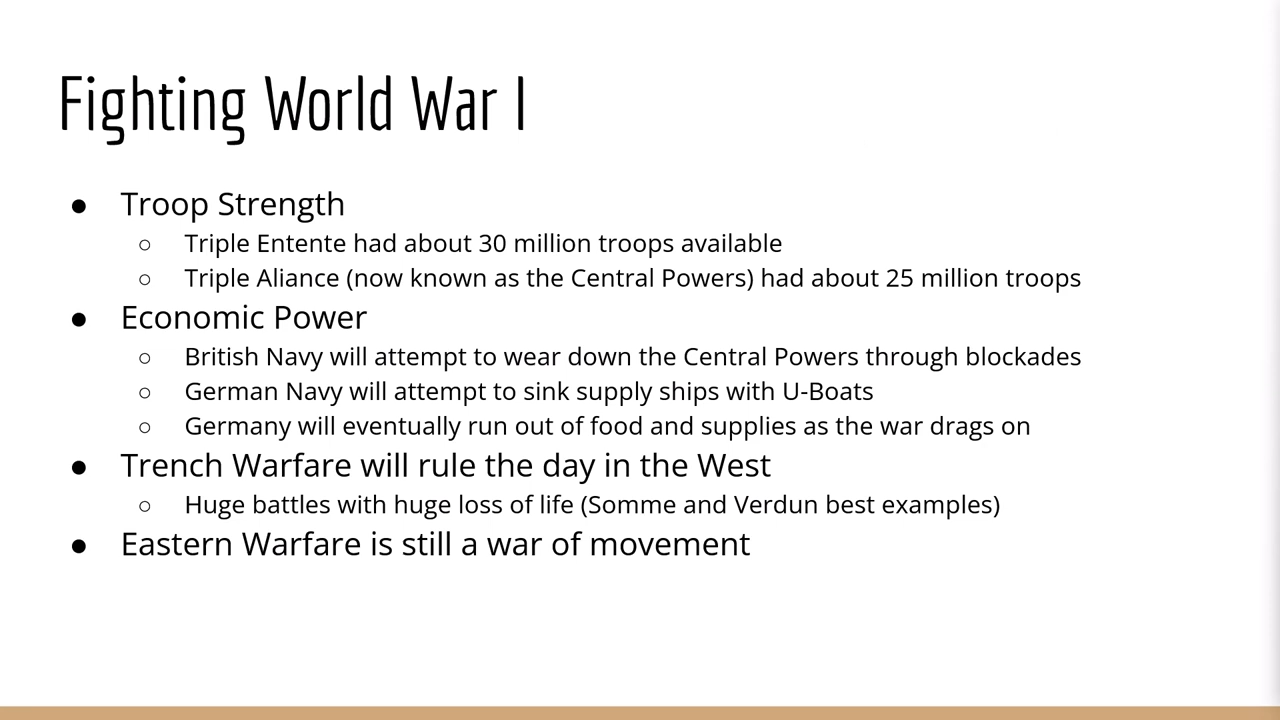 Fighting World War I
● Troop Strength
○ Triple Entente had about 30 million troops available
○ Triple Aliance (now known as the Central Powers) had about 25 million troops
● Economic Power
○ British Navy will attempt to wear down the Central Powers through blockades
○ German Navy will attempt to sink supply ships with U-Boats
○ Germany will eventually run out of food and supplies as the war drags on
● Trench Warfare will rule the day in the West
○ Huge battles with huge loss of life (Somme and Verdun best examples)
● Eastern Warfare is still a war of movement